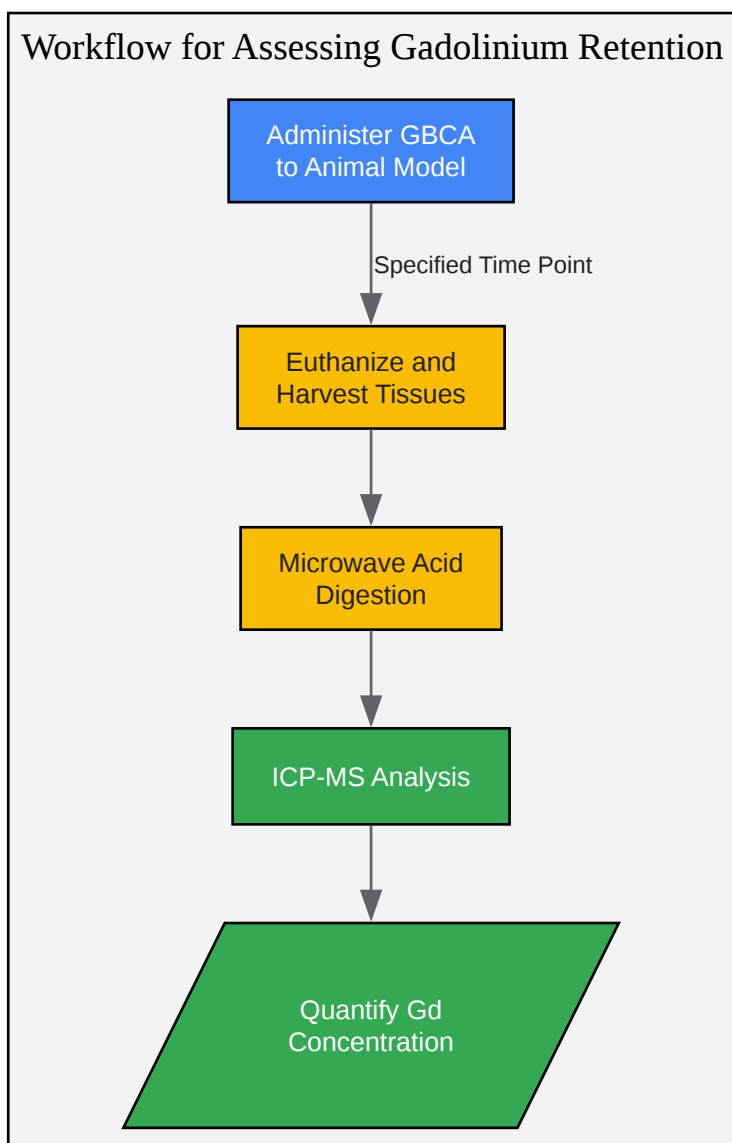 Workflow for Assessing Gadolinium Retention
Administer GBCA
to Animal Model
Specified Time Point
Euthanize and
Harvest Tissues
Microwave Acid
Digestion
ICP-MS Analysis
Quantify Gd
Concentration